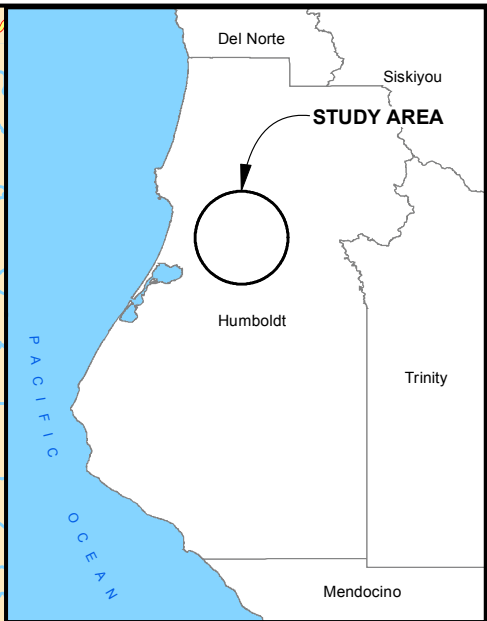 Del Norte
Siskiyou
STUDY AREA
Humboldt
PACIFIC
Trinity
OCEAN
Mendocino